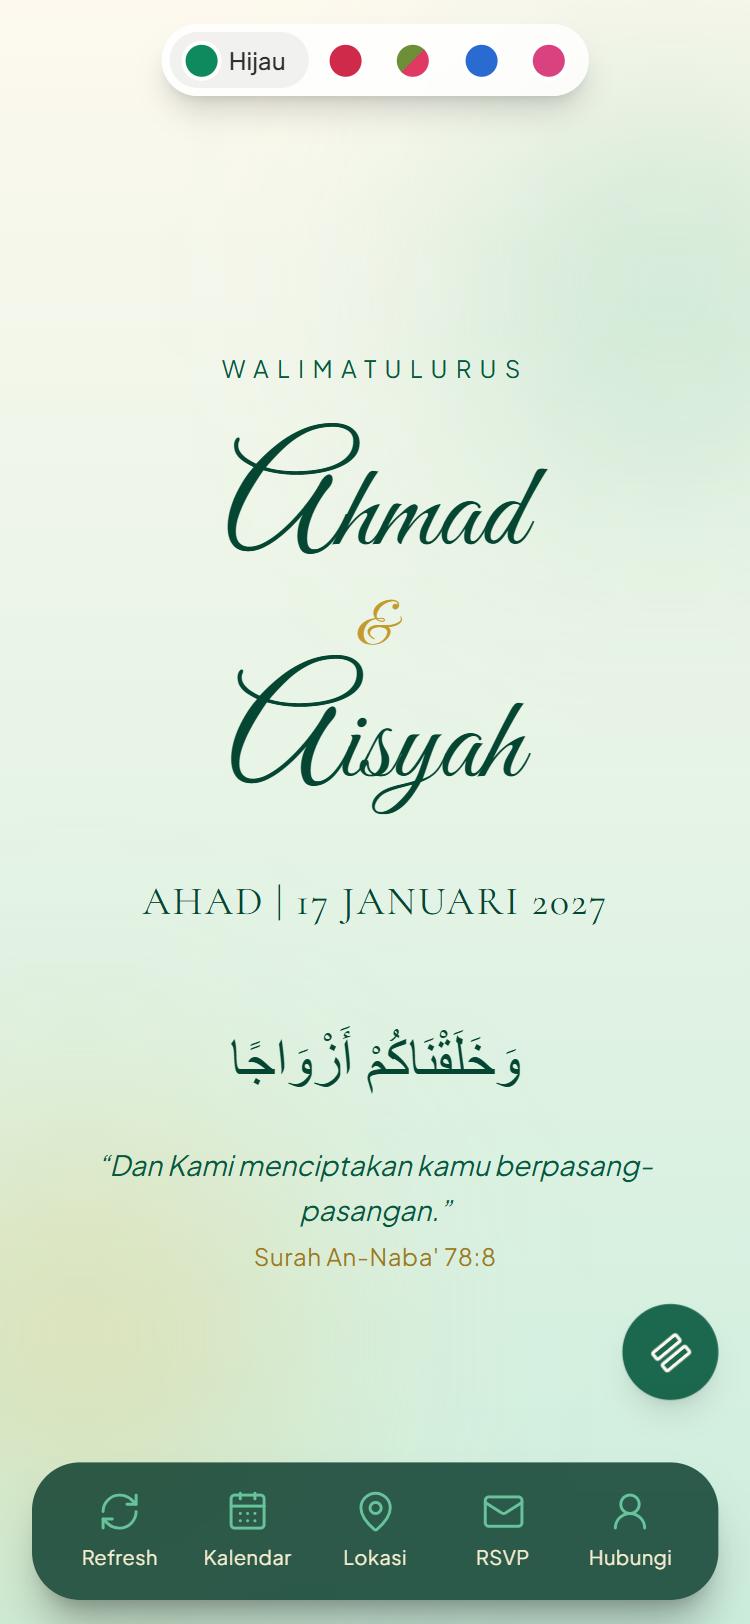 Hijau
WALIMATULURUS
Ahmad
&
Aisyah
AHAD | 17 JANUARI 2027
وَخَلَقْنَاكُمْ أَزْوَاجًا
“Dan Kami menciptakan kamu berpasang-
pasangan.”
Surah An-Naba' 78:8
Refresh Kalendar Lokasi RSVP Hubungi